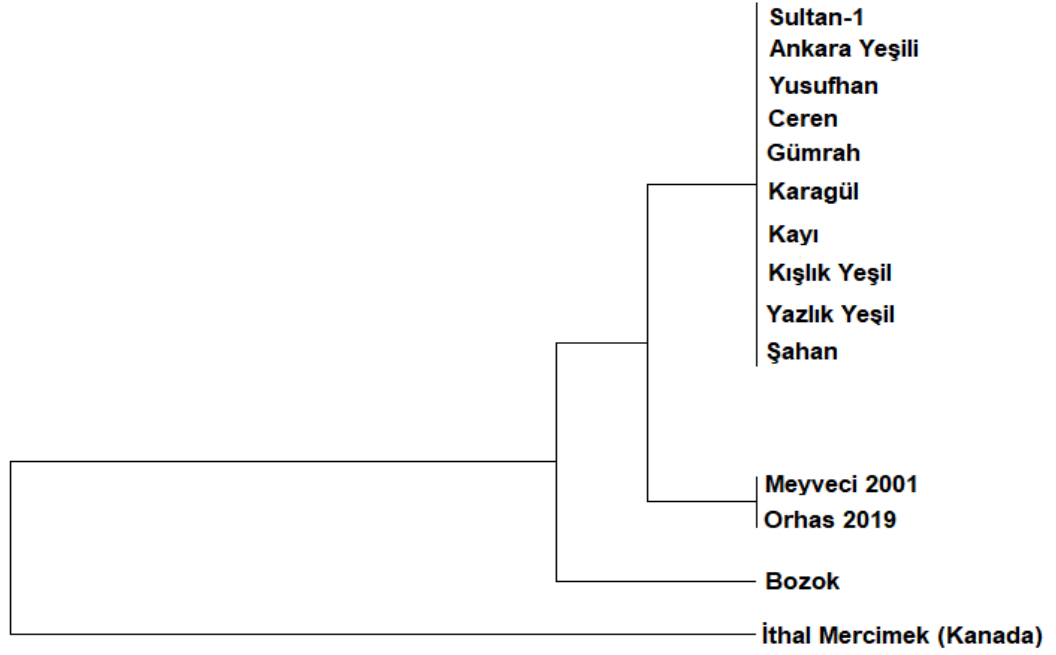 Sultan-1
Ankara Yeşili
Yusufhan
Ceren
Gümrah
Karagül
Kayı
Kışlık Yeşil
Yazlık Yeşil
Şahan
Meyveci 2001
Orhas 2019
Bozok
İthal Mercimek (Kanada)